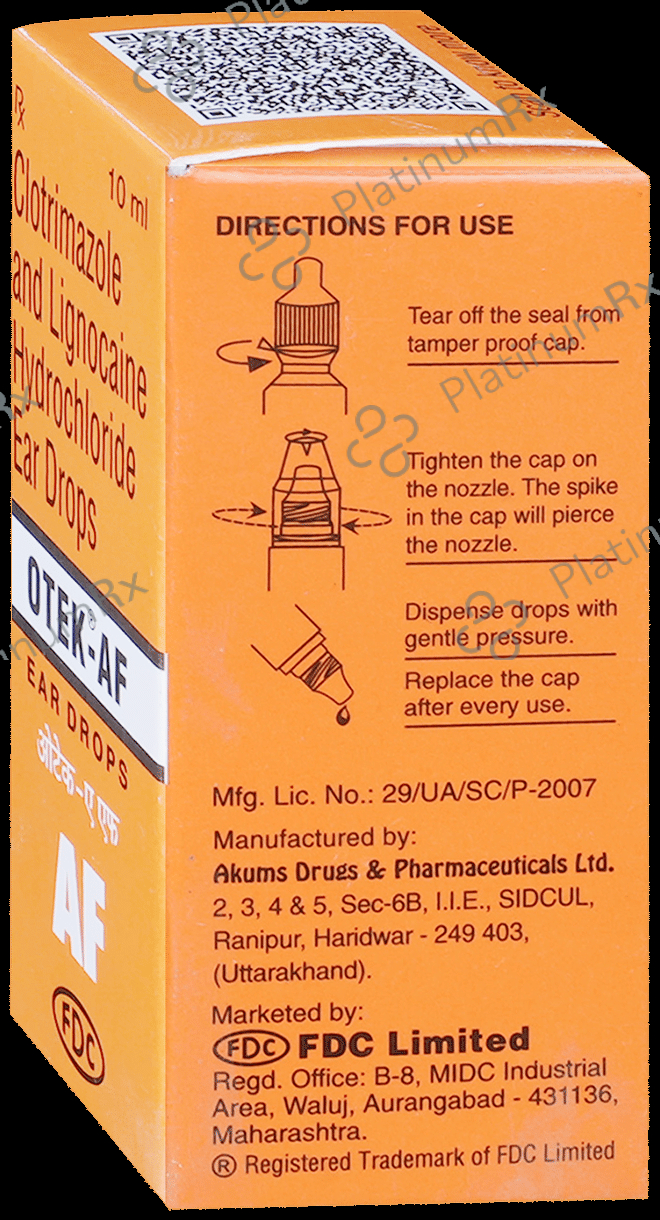 Scan to know more
Rx
10 ml
Clotrimazole
and Lignocaine
Hydrochloride
Ear Drops
OTEK®-AF
EAR DROPS
ओटेक-ए एफ
AF
FDC
DIRECTIONS FOR USE
Tear off the seal from
tamper proof cap.
Tighten the cap on
the nozzle. The spike
in the cap will pierce
the nozzle.
Dispense drops with
gentle pressure.
Replace the cap
after every use.
Mfg. Lic. No.: 29/UA/SC/P-2007
Manufactured by:
Akums Drugs & Pharmaceuticals Ltd.
2, 3, 4 & 5, Sec-6B, I.I.E., SIDCUL,
Ranipur, Haridwar - 249 403,
(Uttarakhand).
Marketed by:
FDC FDC Limited
Regd. Office: B-8, MIDC Industrial
Area, Waluj, Aurangabad - 431136,
Maharashtra.
® Registered Trademark of FDC Limited
PlatinumRx
PlatinumRx
PlatinumRx